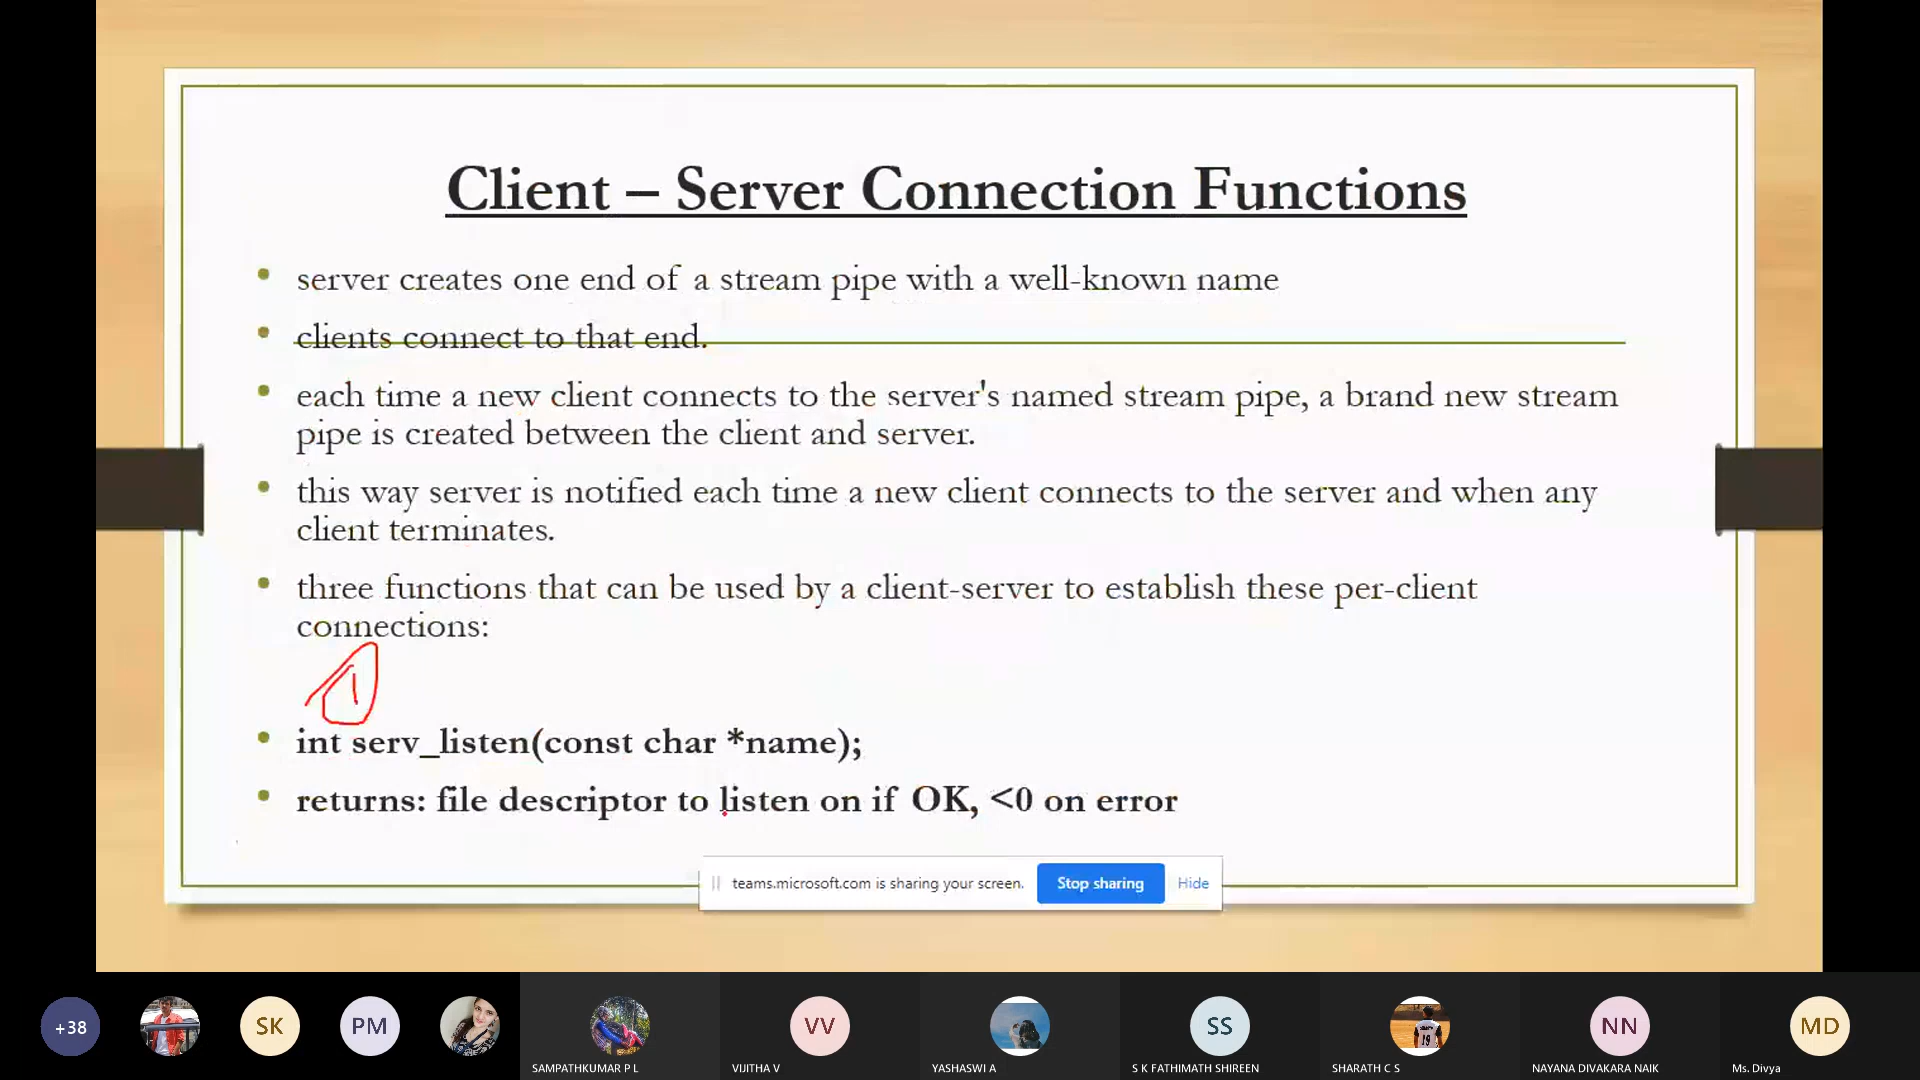 Client – Server Connection Functions
server creates one end of a stream pipe with a well-known name
clients connect to that end.
each time a new client connects to the server's named stream pipe, a brand new stream
pipe is created between the client and server.
this way server is notified each time a new client connects to the server and when any
client terminates.
three functions that can be used by a client-server to establish these per-client
connections:
1
int serv_listen(const char *name);
returns: file descriptor to listen on if OK, <0 on error
teams.microsoft.com is sharing your screen. Stop sharing Hide
+38 SK PM VV SS NN MD
SAMPATHKUMAR P L VIJITHA V YASHASWI A S K FATHIMATH SHIREEN SHARATH C S NAYANA DIVAKARA NAIK Ms. Divya